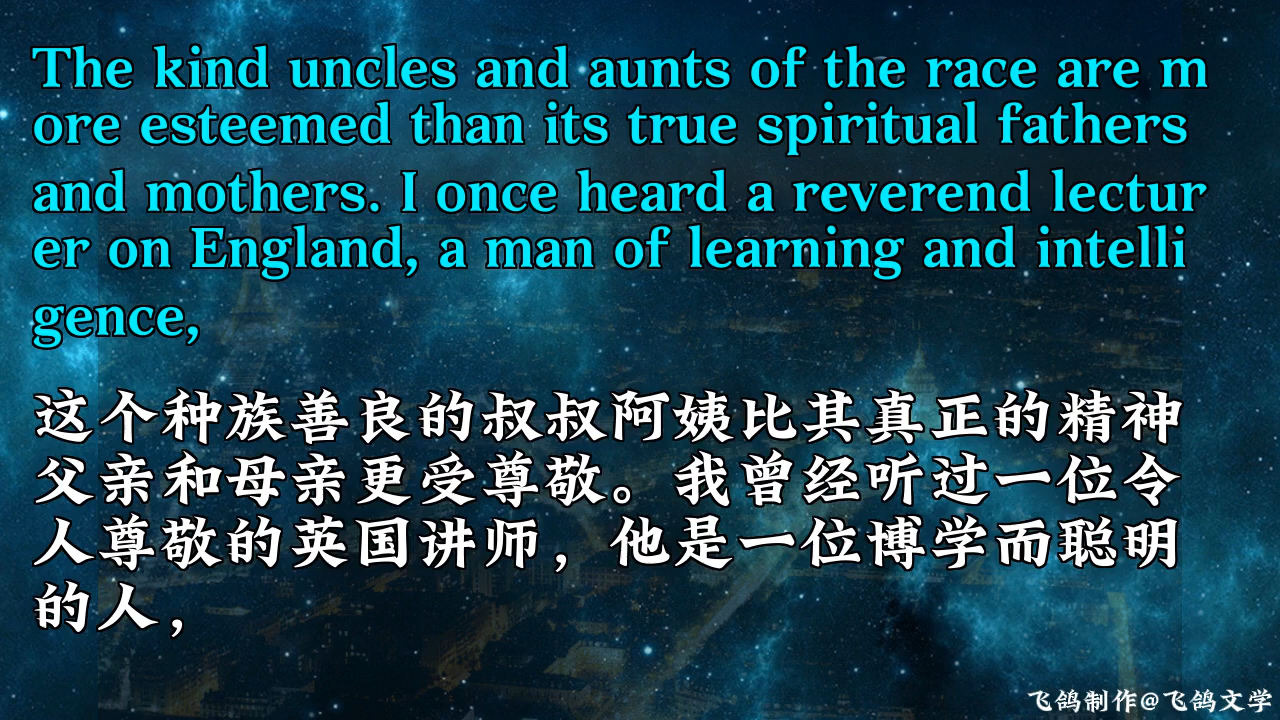 The kind uncles and aunts of the race are m
ore esteemed than its true spiritual fathers
and mothers. I once heard a reverend lectur
er on England, a man of learning and intelli
gence,
这个种族善良的叔叔阿姨比其真正的精神
父亲和母亲更受尊敬。我曾经听过一位令
人尊敬的英国讲师，他是一位博学而聪明
的人，
飞鸽制作@飞鸽文学